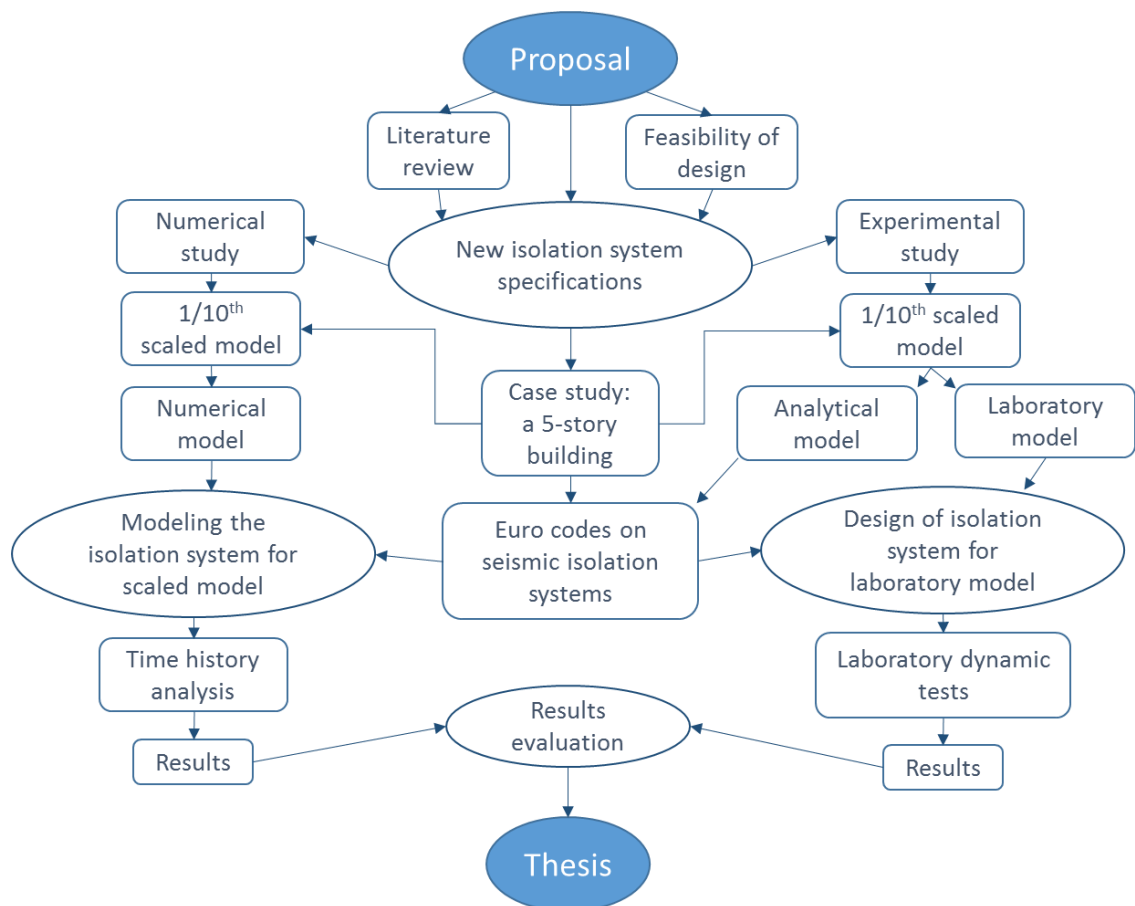 Proposal
Literature
review
Feasibility of
design
Numerical
study
New isolation system
specifications
Experimental
study
1/10th
scaled model
1/10th scaled
model
Case study:
a 5-story
building
Numerical
model
Analytical
model
Laboratory
model
Modeling the
isolation system for
scaled model
Euro codes on
seismic isolation
systems
Design of isolation
system for
laboratory model
Time history
analysis
Laboratory dynamic
tests
Results
evaluation
Results
Results
Thesis